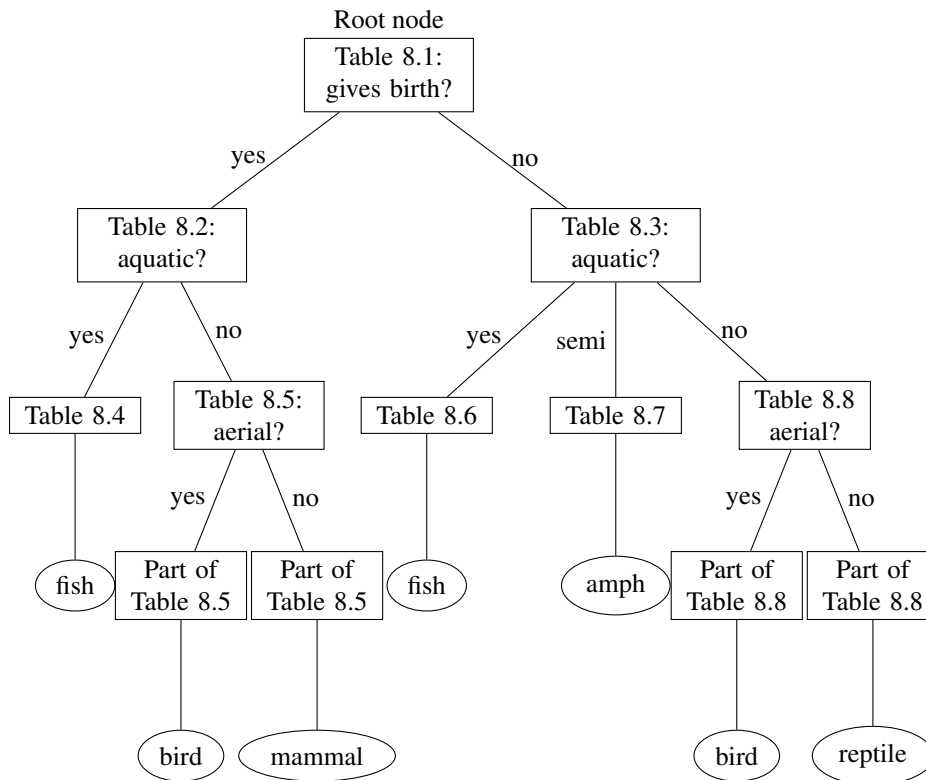 Root node
Table 8.1:
gives birth?
yes
no
Table 8.2:
aquatic?
Table 8.3:
aquatic?
yes
no
yes
semi
no
Table 8.4
Table 8.5:
aerial?
Table 8.6
Table 8.7
Table 8.8
aerial?
yes
no
yes
no
fish
Part of
Table 8.5
Part of
Table 8.5
fish
amph
Part of
Table 8.8
Part of
Table 8.8
bird
mammal
bird
reptile